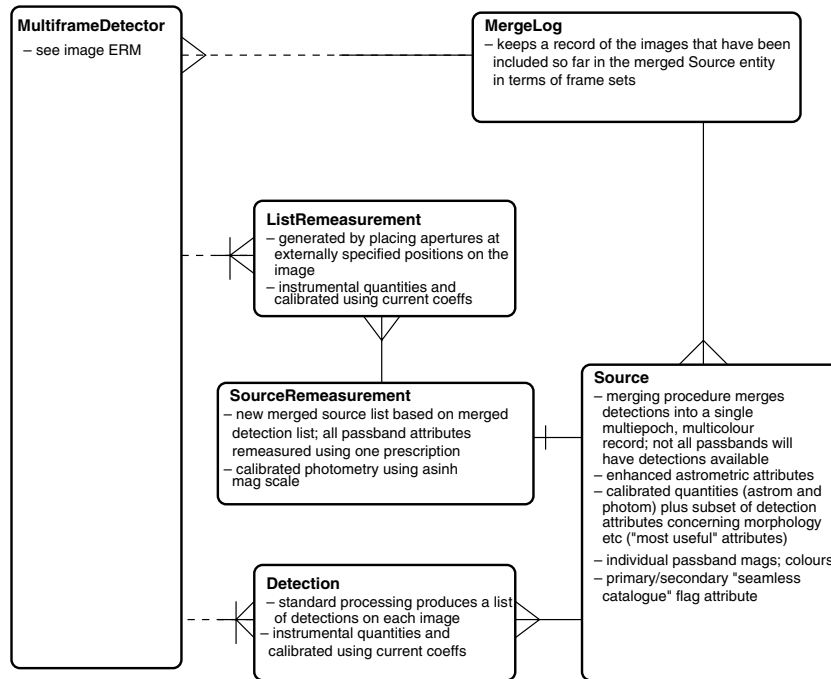 MultiframeDetector
– see image ERM
MergeLog
– keeps a record of the images that have been
included so far in the merged Source entity
in terms of frame sets
ListRemeasurement
– generated by placing apertures at
externally specified positions on the
image
– instrumental quantities and
calibrated using current coeffs
SourceRemeasurement
– new merged source list based on merged
detection list; all passband attributes
remeasured using one prescription
– calibrated photometry using asinh
mag scale
Source
– merging procedure merges
detections into a single
multiepoch, multicolour
record; not all passbands will
have detections available
– enhanced astrometric attributes
– calibrated quantities (astrom and
photom) plus subset of detection
attributes concerning morphology
etc ("most useful" attributes)
– individual passband mags; colours
– primary/secondary "seamless
catalogue" flag attribute
Detection
– standard processing produces a list
of detections on each image
– instrumental quantities and
calibrated using current coeffs